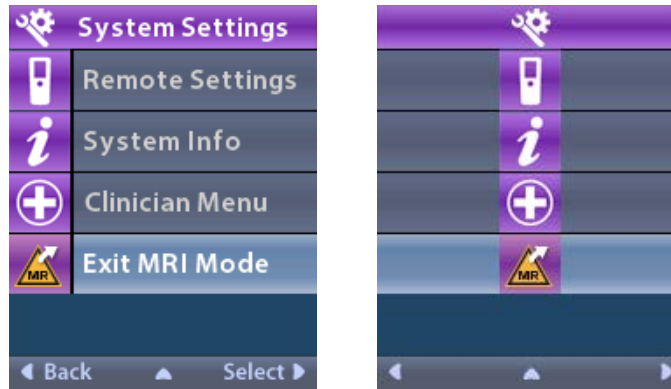 System Settings
Remote Settings
i System Info
Clinician Menu
MR Exit MRI Mode
Back Select
i
MR